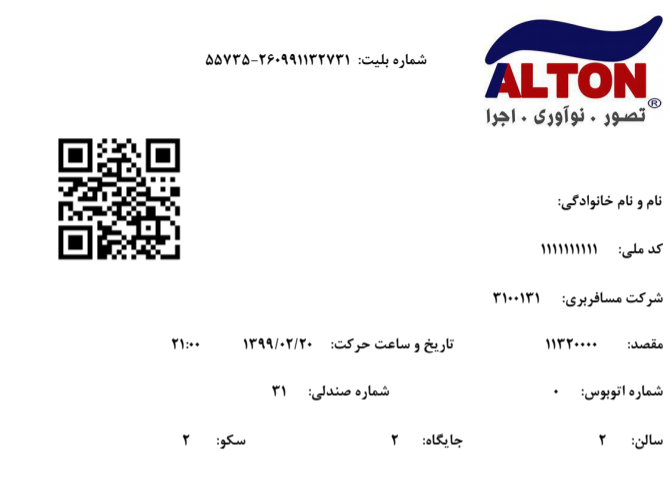 ALTON®
تصور . نوآوری . اجرا
شماره بلیت: ۵۵۷۳۵-۲۶۰۹۹۱۱۳۲۷۳۱
نام و نام خانوادگی:
کد ملی: ۱۱۱۱۱۱۱۱۱۱
شرکت مسافربری: ۳۱۰۰۱۳۱
مقصد: ۱۱۳۲۰۰۰۰ تاریخ و ساعت حرکت: ۱۳۹۹/۰۲/۲۰ ۲۱:۰۰
شماره اتوبوس: ۰ شماره صندلی: ۳۱
سالن: ۲ جایگاه: ۲ سکو: ۲